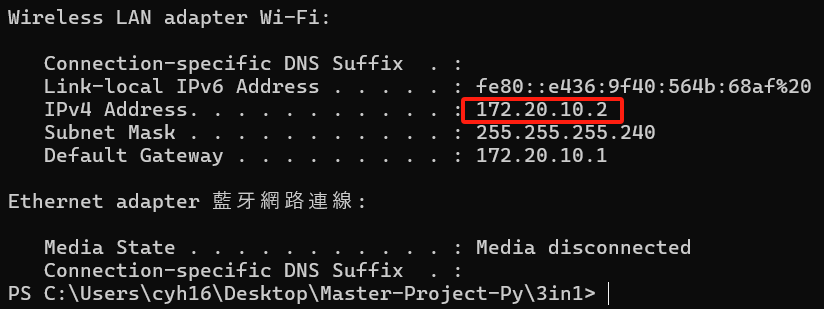 Wireless LAN adapter Wi-Fi:
Connection-specific DNS Suffix  . :
Link-local IPv6 Address . . . . . : fe80::e436:9f40:564b:68af%20
IPv4 Address. . . . . . . . . . . : 172.20.10.2
Subnet Mask . . . . . . . . . . . : 255.255.255.240
Default Gateway . . . . . . . . . : 172.20.10.1
Ethernet adapter 藍牙網路連線:
Media State . . . . . . . . . . . : Media disconnected
Connection-specific DNS Suffix  . :
PS C:\Users\cyh16\Desktop\Master-Project-Py\3in1>